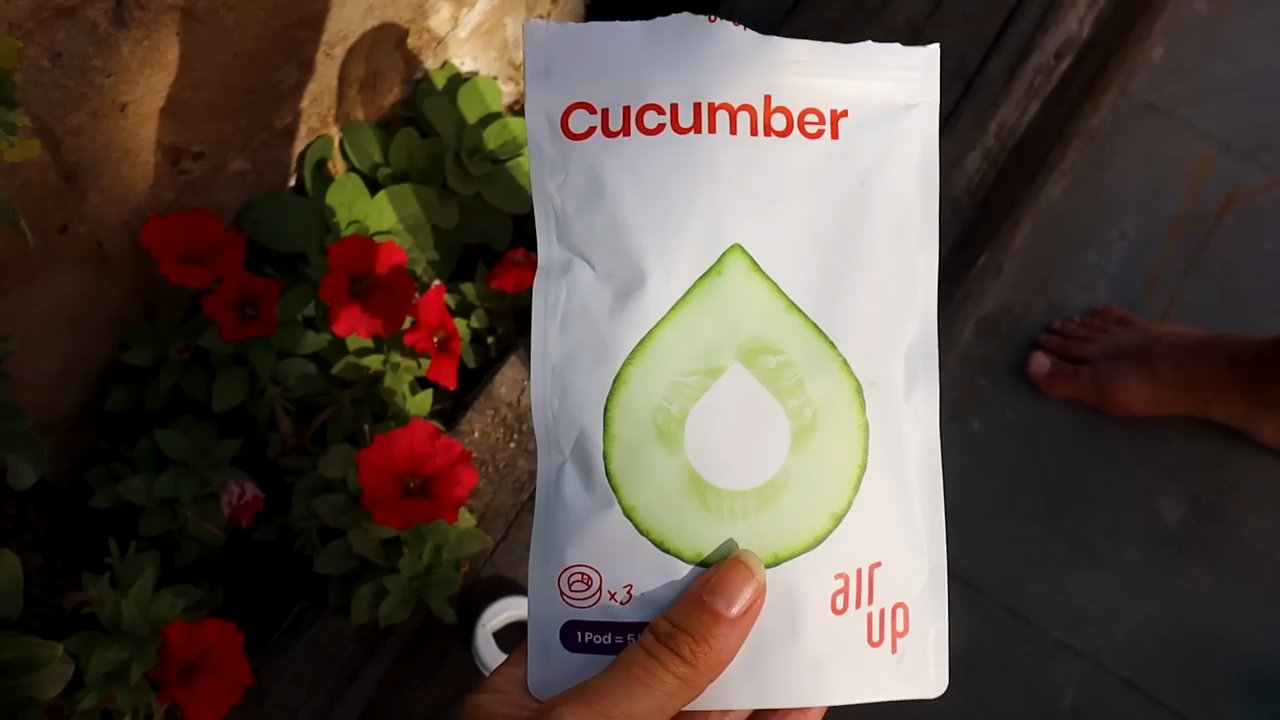 Cucumber
x3
1 Pod = 5
air
up